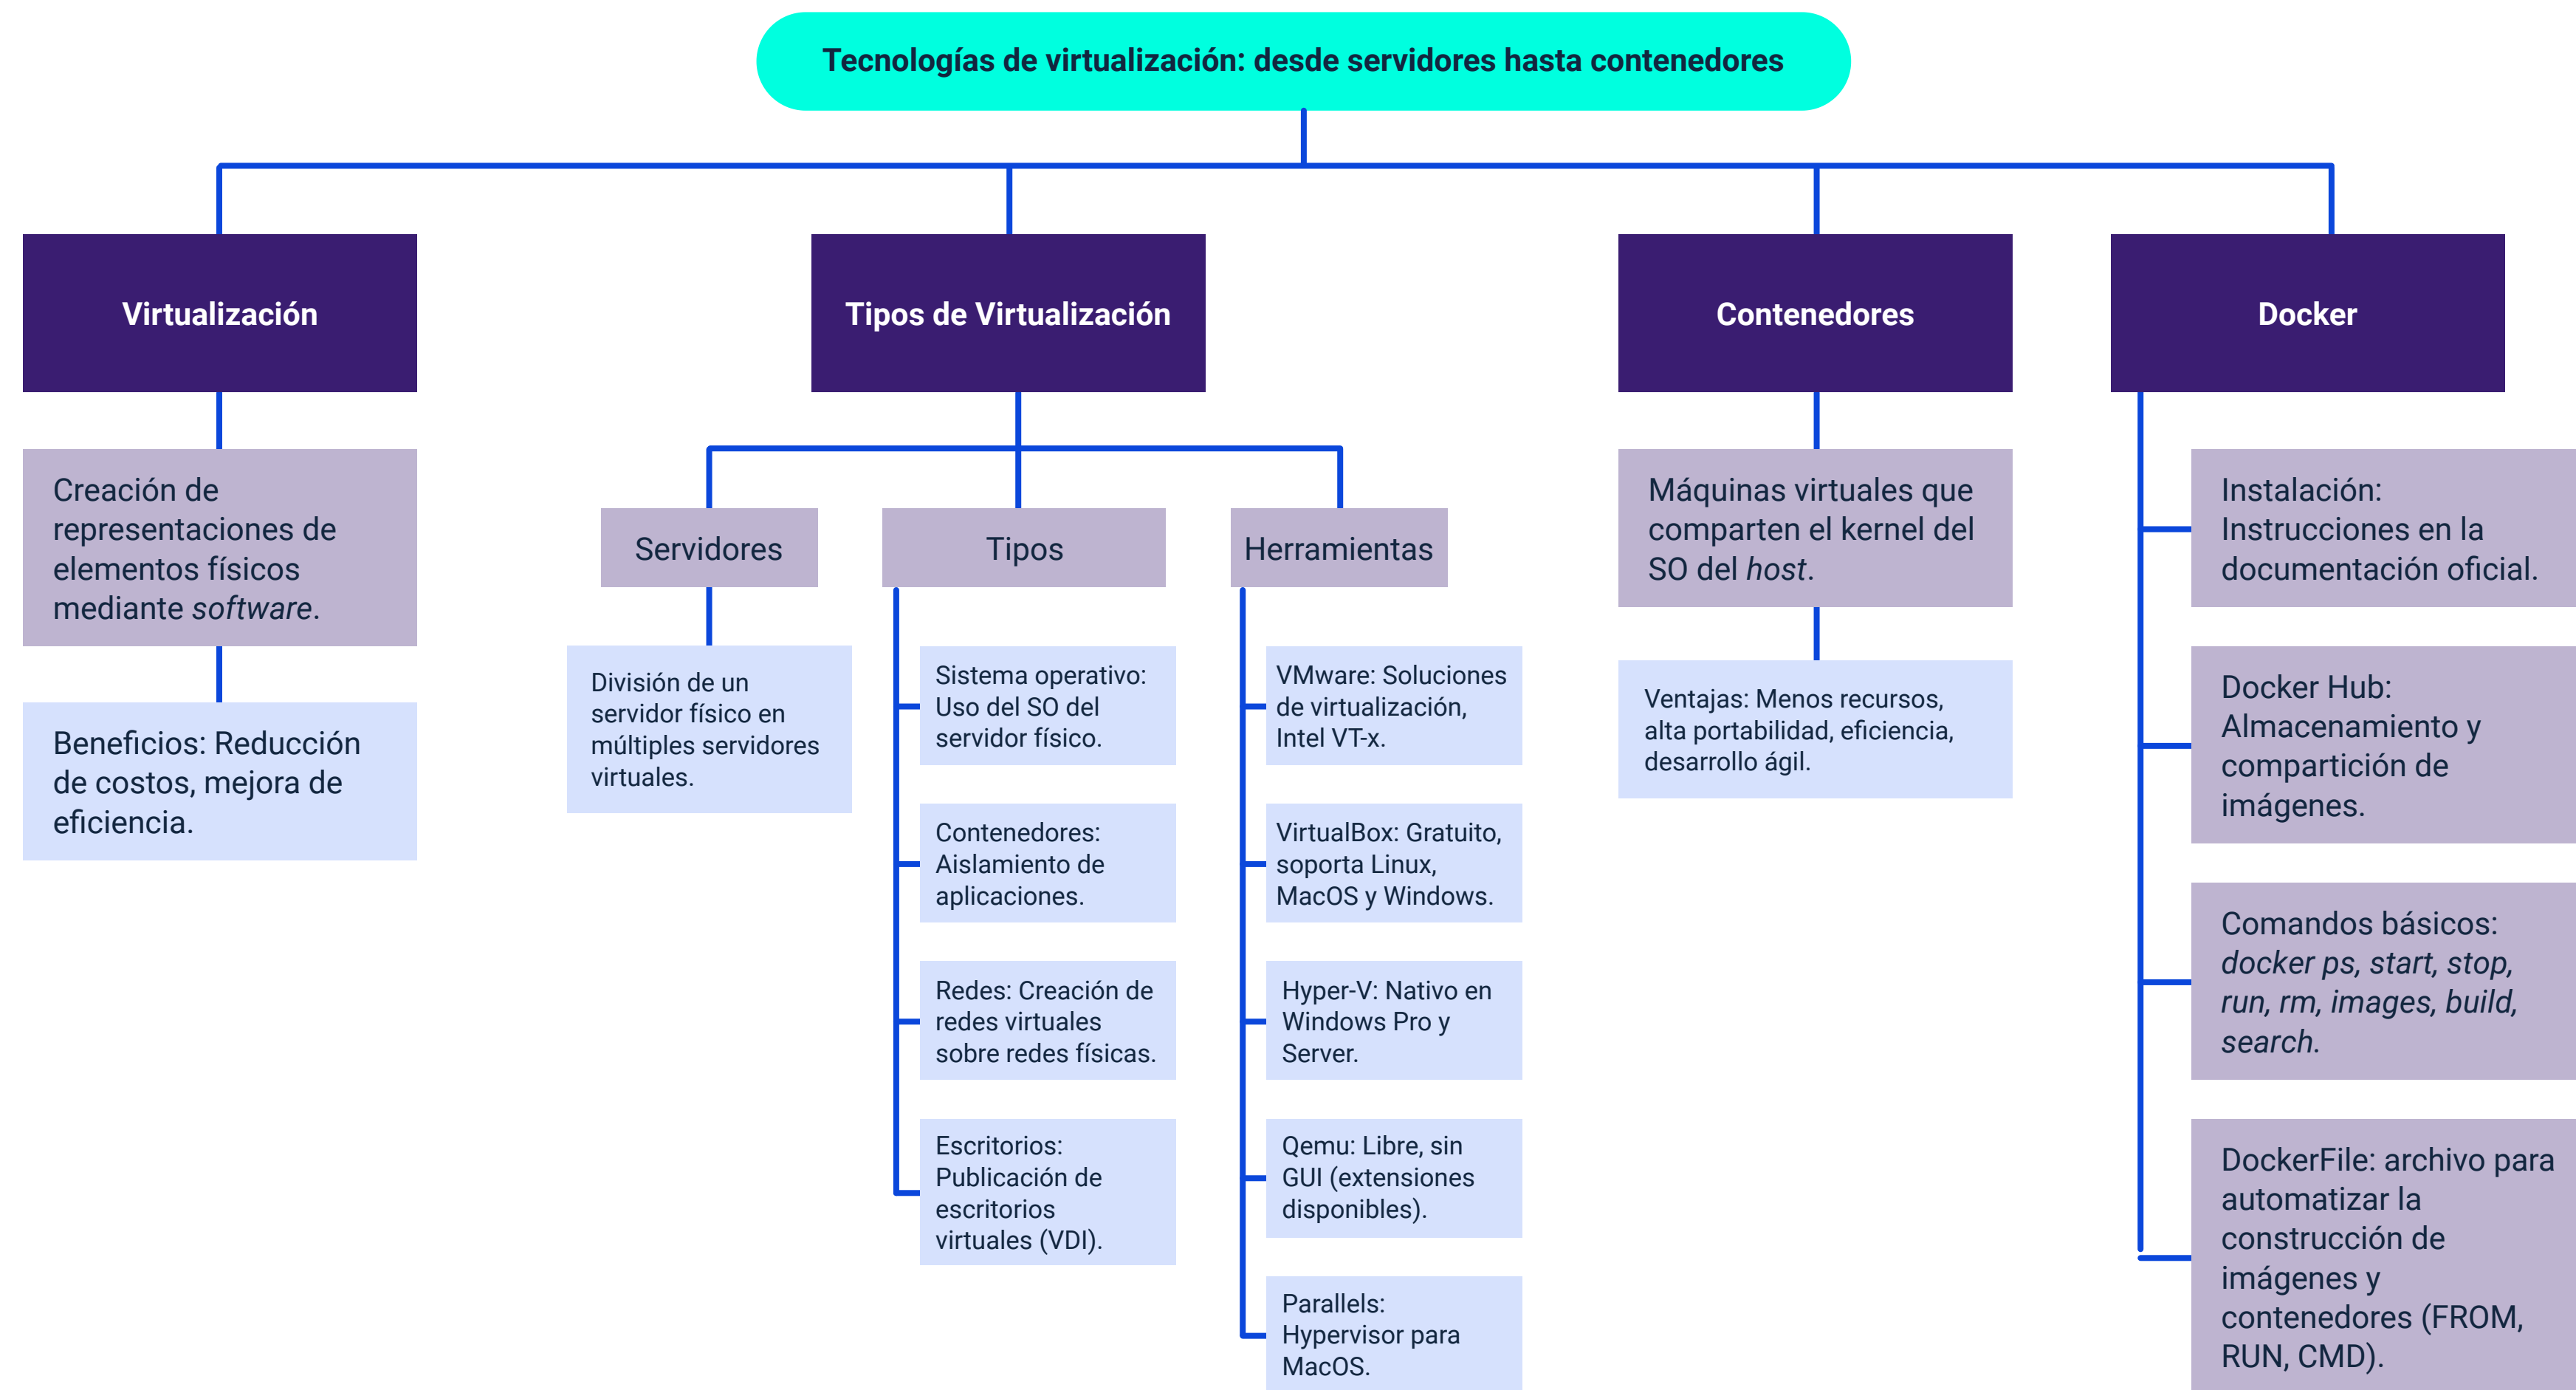 Tecnologías de virtualización: desde servidores hasta contenedores
Virtualización
Creación de
representaciones de
elementos físicos
mediante software.
Beneficios: Reducción
de costos, mejora de
eficiencia.
Tipos de Virtualización
Servidores
División de un
servidor físico en
múltiples servidores
virtuales.
Tipos
Sistema operativo:
Uso del SO del
servidor físico.
Contenedores:
Aislamiento de
aplicaciones.
Redes: Creación de
redes virtuales
sobre redes físicas.
Escritorios:
Publicación de
escritorios
virtuales (VDI).
Herramientas
VMware: Soluciones
de virtualización,
Intel VT-x.
VirtualBox: Gratuito,
soporta Linux,
MacOS y Windows.
Hyper-V: Nativo en
Windows Pro y
Server.
Qemu: Libre, sin
GUI (extensiones
disponibles).
Parallels:
Hypervisor para
MacOS.
Contenedores
Máquinas virtuales que
comparten el kernel del
SO del host.
Ventajas: Menos recursos,
alta portabilidad, eficiencia,
desarrollo ágil.
Docker
Instalación:
Instrucciones en la
documentación oficial.
Docker Hub:
Almacenamiento y
compartición de
imágenes.
Comandos básicos:
docker ps, start, stop,
run, rm, images, build,
search.
DockerFile: archivo para
automatizar la
construcción de
imágenes y
contenedores (FROM,
RUN, CMD).